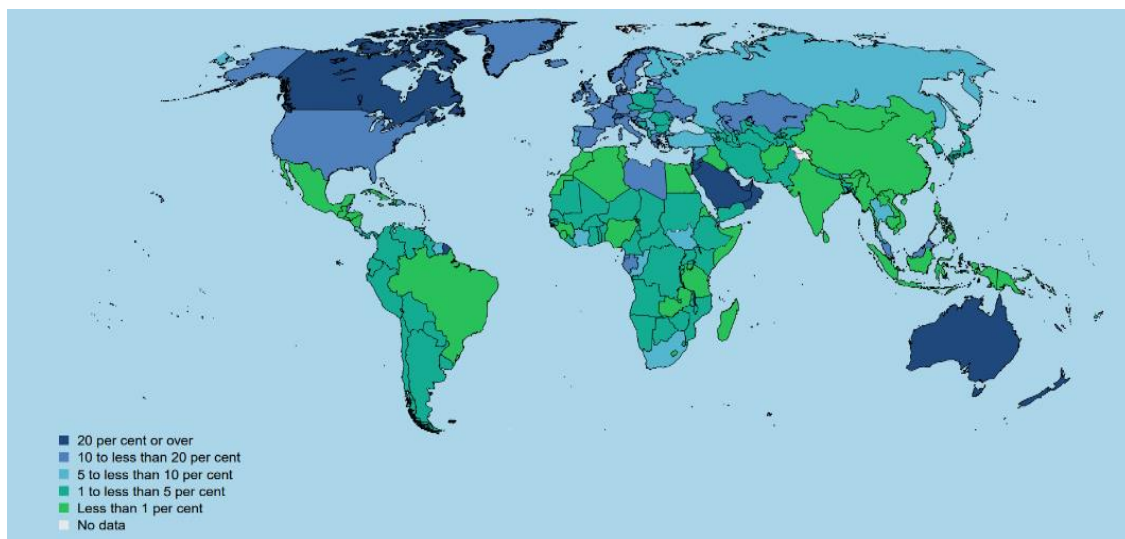 20 per cent or over
10 to less than 20 per cent
5 to less than 10 per cent
1 to less than 5 per cent
Less than 1 per cent
No data